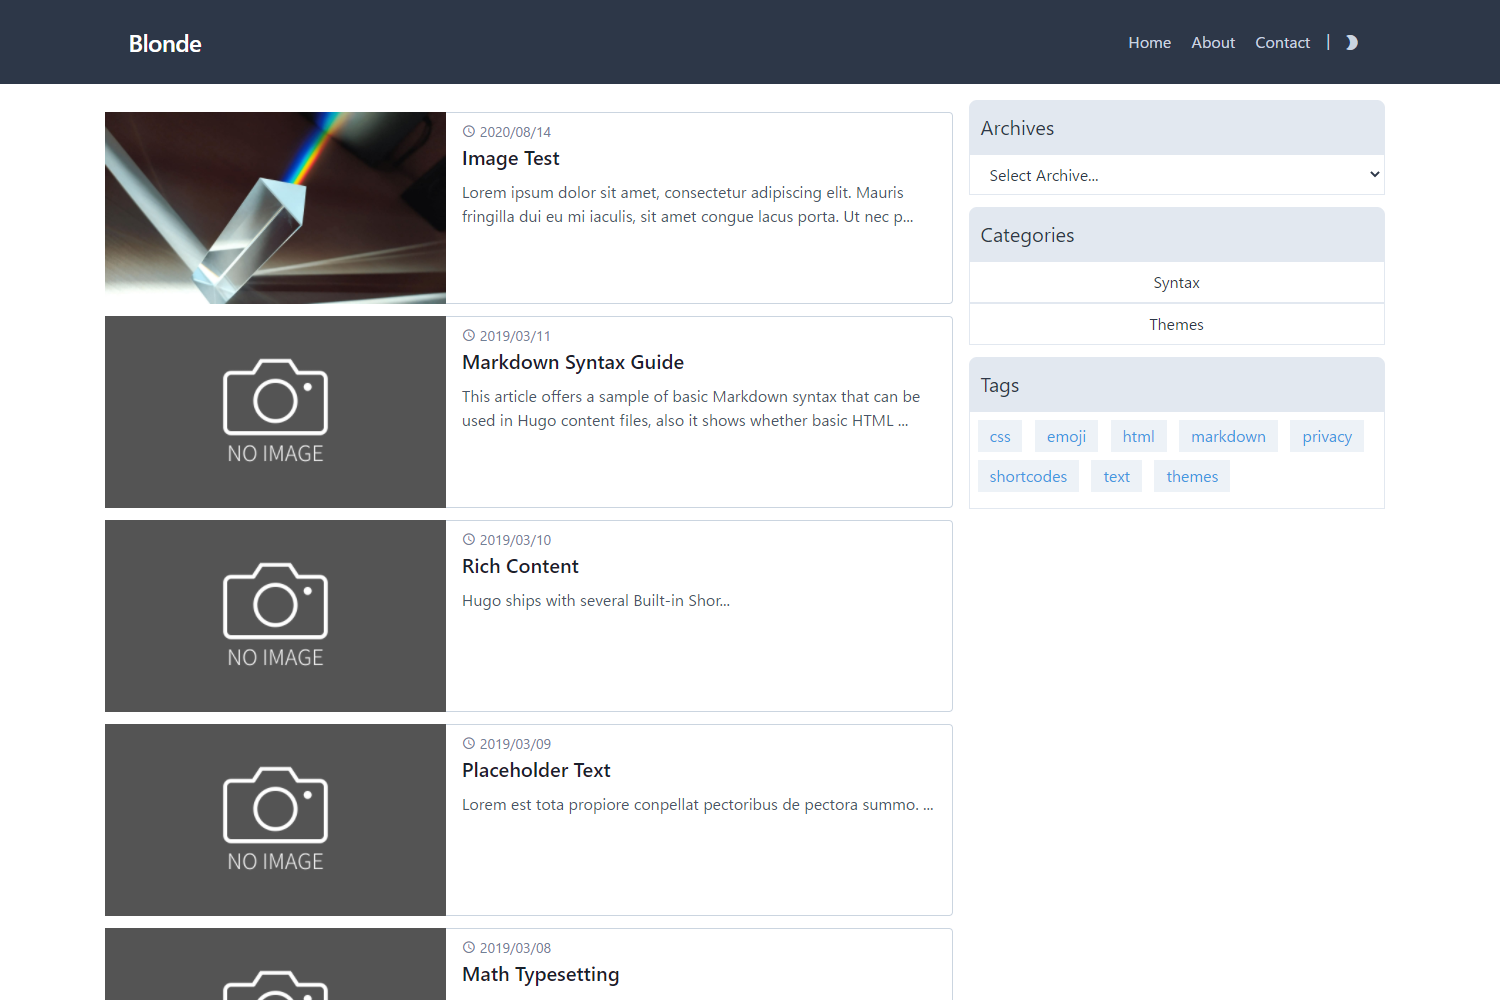 Blonde
Home About Contact |
2020/08/14
Image Test
Lorem ipsum dolor sit amet, consectetur adipiscing elit. Mauris
fringilla dui eu mi iaculis, sit amet congue lacus porta. Ut nec p...
NO IMAGE
2019/03/11
Markdown Syntax Guide
This article offers a sample of basic Markdown syntax that can be
used in Hugo content files, also it shows whether basic HTML ...
NO IMAGE
2019/03/10
Rich Content
Hugo ships with several Built-in Shor...
NO IMAGE
2019/03/09
Placeholder Text
Lorem est tota propiore conpellat pectoribus de pectora summo. ...
2019/03/08
Math Typesetting
Archives
Select Archive...
Categories
Syntax
Themes
Tags
css emoji html markdown privacy
shortcodes text themes